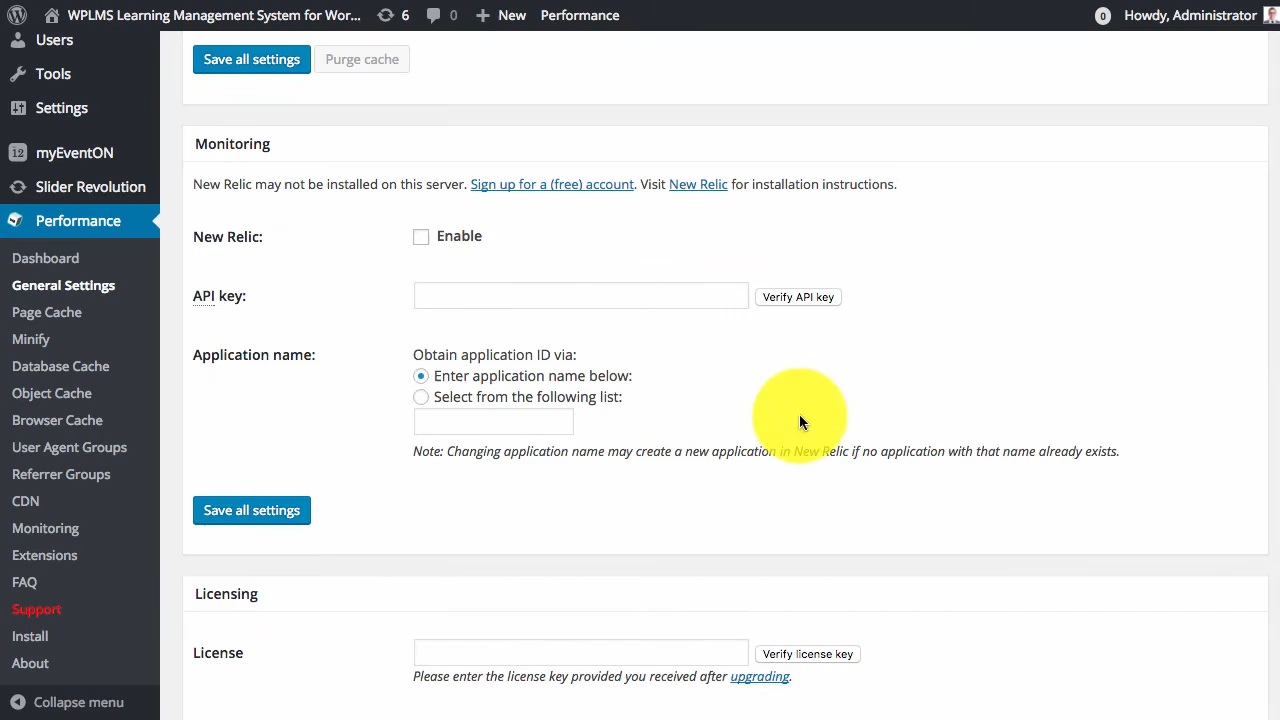 WPLMS Learning Management System for Wor... 6 0 New Performance 0 Howdy, Administrator
Users
Tools
Settings
12 myEventON
Slider Revolution
Performance
Dashboard
General Settings
Page Cache
Minify
Database Cache
Object Cache
Browser Cache
User Agent Groups
Referrer Groups
CDN
Monitoring
Extensions
FAQ
Support
Install
About
Collapse menu
Save all settings Purge cache
Monitoring
New Relic may not be installed on this server. Sign up for a (free) account. Visit New Relic for installation instructions.
New Relic: Enable
API key: Verify API key
Application name: Obtain application ID via:
Enter application name below:
Select from the following list:
Note: Changing application name may create a new application in New Relic if no application with that name already exists.
Save all settings
Licensing
License Verify license key
Please enter the license key provided you received after upgrading.